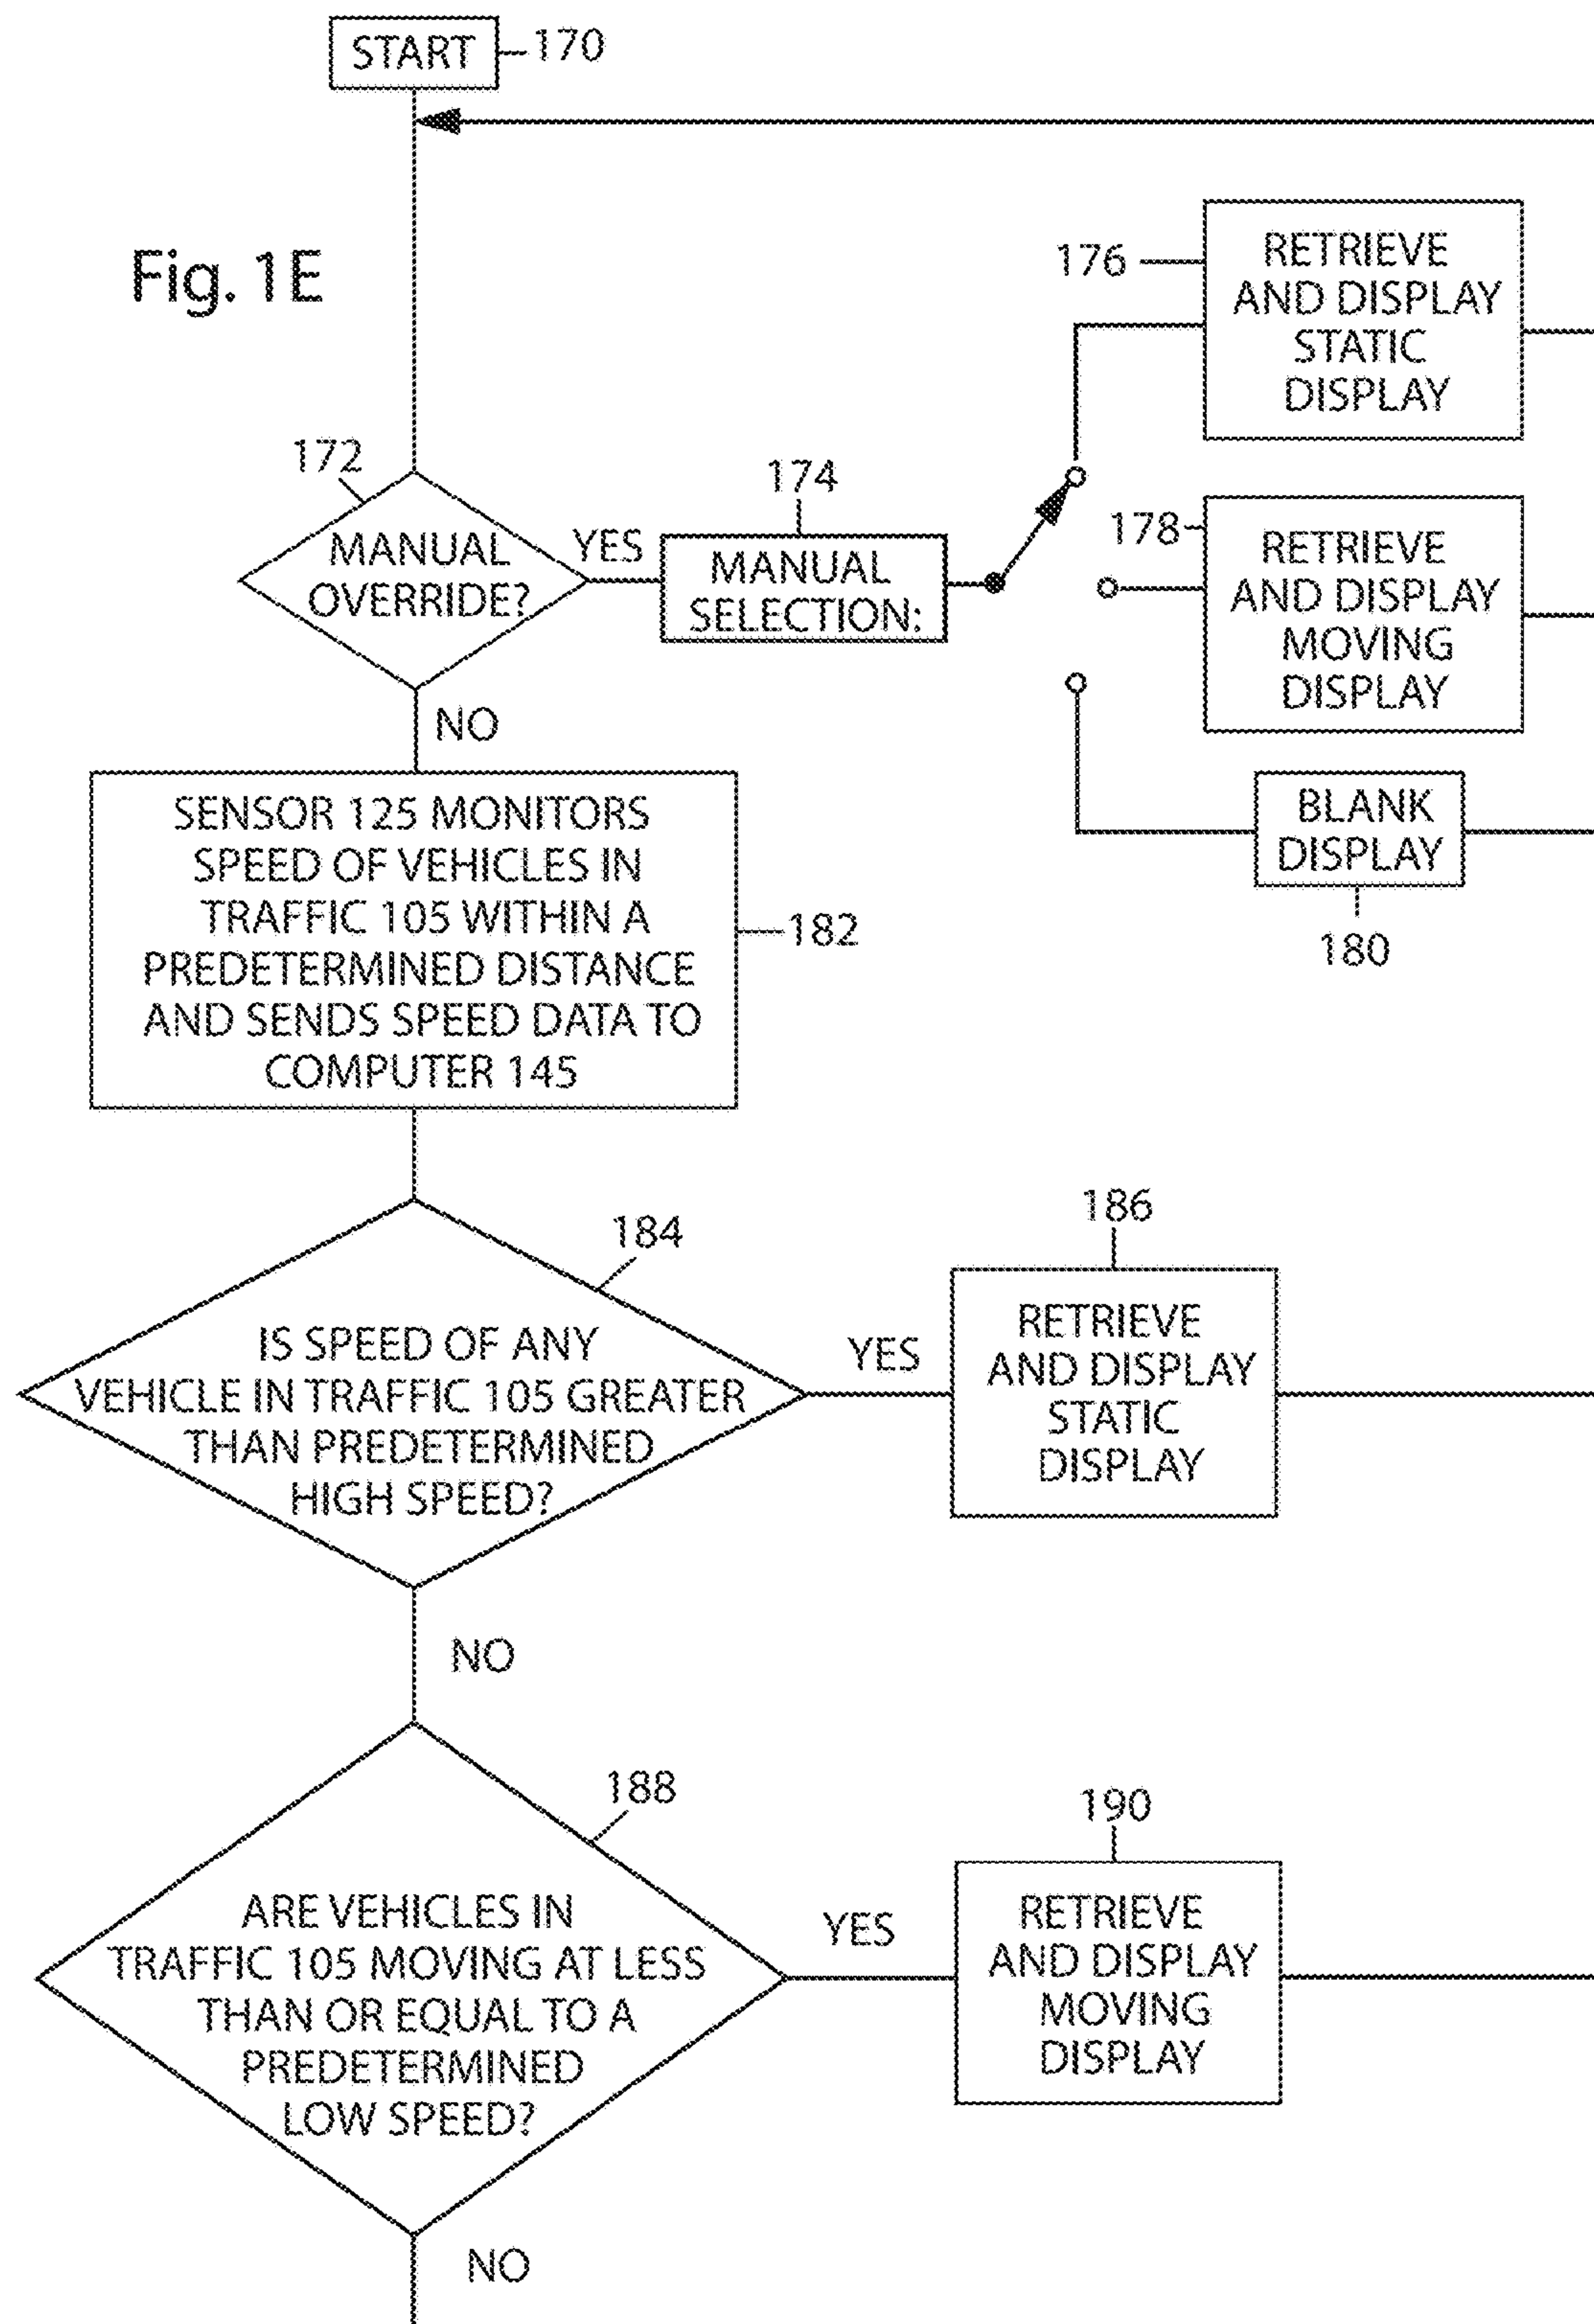 START
170
Fig. 1E
176
RETRIEVE
AND DISPLAY
STATIC
DISPLAY
172
MANUAL
OVERRIDE?
YES
174
MANUAL
SELECTION:
178
RETRIEVE
AND DISPLAY
MOVING
DISPLAY
NO
BLANK
DISPLAY
180
SENSOR 125 MONITORS
SPEED OF VEHICLES IN
TRAFFIC 105 WITHIN A
PREDETERMINED DISTANCE
AND SENDS SPEED DATA TO
COMPUTER 145
182
184
IS SPEED OF ANY
VEHICLE IN TRAFFIC 105 GREATER
THAN PREDETERMINED
HIGH SPEED?
YES
186
RETRIEVE
AND DISPLAY
STATIC
DISPLAY
NO
188
ARE VEHICLES IN
TRAFFIC 105 MOVING AT LESS
THAN OR EQUAL TO A
PREDETERMINED
LOW SPEED?
YES
190
RETRIEVE
AND DISPLAY
MOVING
DISPLAY
NO